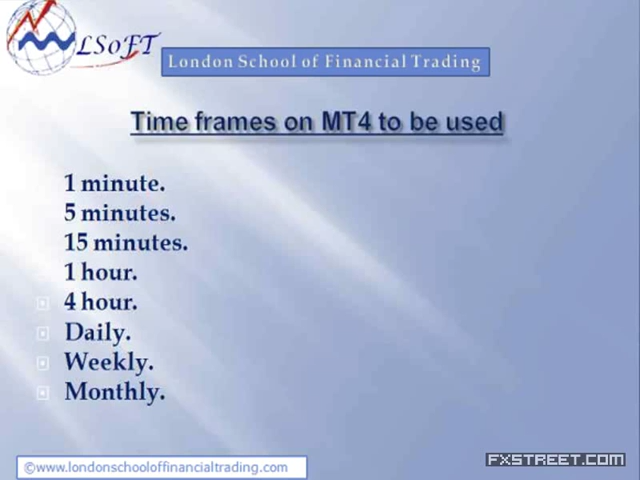 LSoFT
London School of Financial Trading
Time frames on MT4 to be used
1 minute.
5 minutes.
15 minutes.
1 hour.
4 hour.
Daily.
Weekly.
Monthly.
©www.londonschooloffinancialtrading.com
FXSTREET.COM